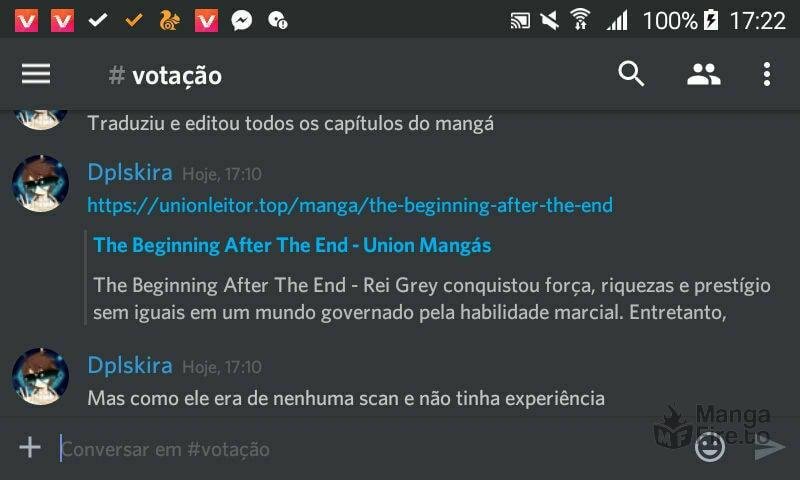 100% 17:22
# votação
Traduziu e editou todos os capítulos do mangá
Dplskira Hoje, 17:10
https://unionleitor.top/manga/the-beginning-after-the-end
The Beginning After The End - Union Mangás
The Beginning After The End - Rei Grey conquistou força, riquezas e prestígio
sem iguais em um mundo governado pela habilidade marcial. Entretanto,
Dplskira Hoje, 17:10
Mas como ele era de nenhuma scan e não tinha experiência
Conversar em #votação
MF Manga
Fire.to